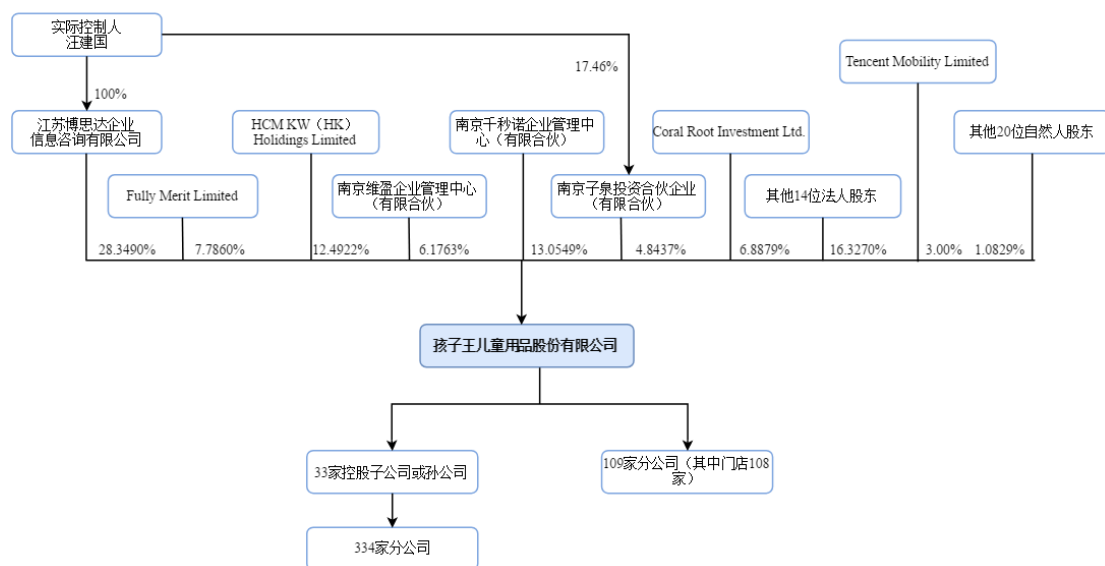 实际控制人
汪建国
17.46%
Tencent Mobility Limited
100%
江苏博思达企业
信息咨询有限公司
HCM KW（HK）
Holidings Limited
南京千秒诺企业管理中
心（有限合伙）
Coral Root Investment Ltd.
其他20位自然人股东
Fully Merit Limited
南京维盈企业管理中心
（有限合伙）
南京子泉投资合伙企业
（有限合伙）
其他14位法人股东
28.3490%
7.7860%
12.4922%
6.1763%
13.0549%
4.8437%
6.8879%
16.3270%
3.00%
1.0829%
孩子王儿童用品股份有限公司
33家控股子公司或孙公司
109家分公司（其中门店108
家）
334家分公司